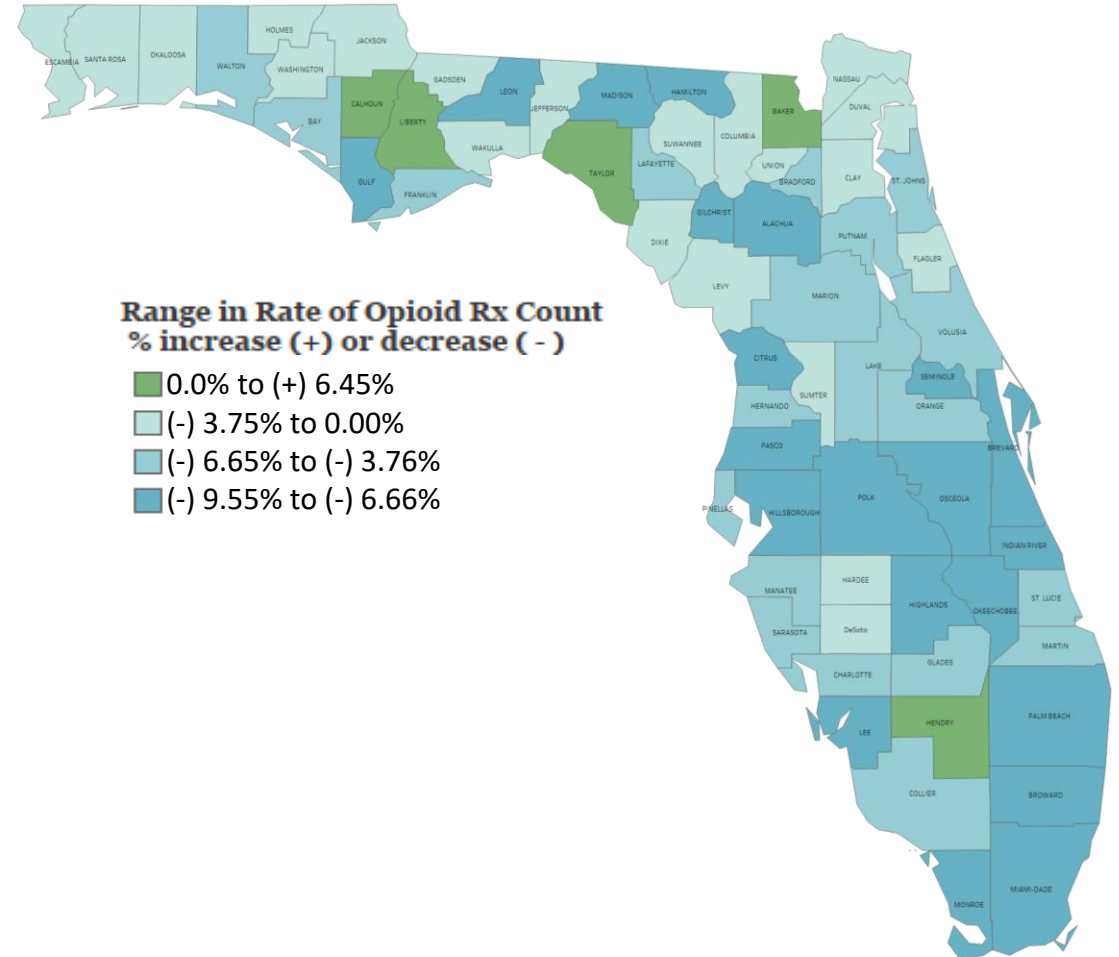 HOLMES
JACKSON
ESCAMBIA
SANTA ROSA
OKALOOSA
WALTON
WASHINGTON
GADSDEN
NASSAU
LEON
MADISON
HAMILTON
CALHOUN
JEFFERSON
BAKER
DUVAL
BAY
LIBERTY
COLUMBIA
WAKULLA
SUWANNEE
LAFAYETTE
UNION
TAYLOR
CLAY
GULF
BRADFORD
ST. JOHNS
FRANKLIN
GILCHRIST
ALACHUA
PUTNAM
DIXIE
FLAGLER
LEVY
MARION
Range in Rate of Opioid Rx Count
% increase (+) or decrease ( - )
0.0% to (+) 6.45%
(-) 3.75% to 0.00%
(-) 6.65% to (-) 3.76%
(-) 9.55% to (-) 6.66%
VOLUSIA
CITRUS
LAKE
SEMINOLE
SUMTER
HERNANDO
ORANGE
PASCO
BREVARD
POLK
OSCEOLA
PINELLAS
HILLSBOROUGH
INDIAN RIVER
HARDEE
MANATEE
ST. LUCIE
HIGHLANDS
OKEECHOBEE
SARASOTA
DeSoto
MARTIN
GLADES
CHARLOTTE
PALM BEACH
HENDRY
LEE
COLLIER
BROWARD
MIAMI-DADE
MONROE